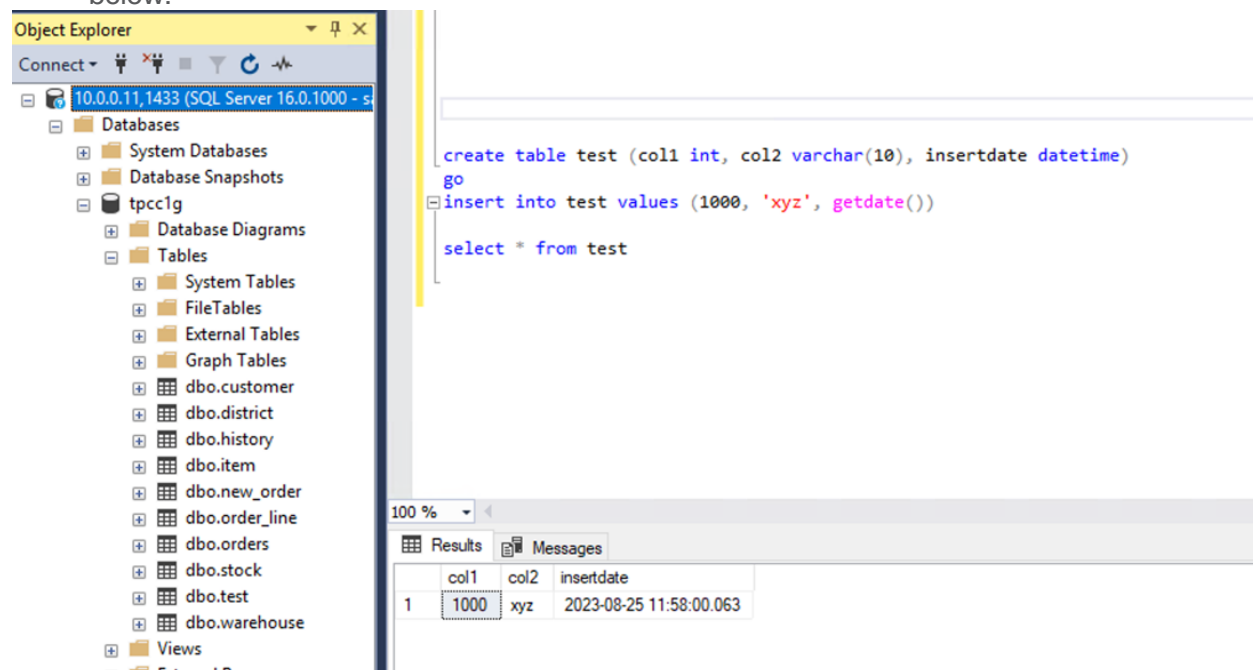 below.
Object Explorer
Connect
10.0.0.11,1433 (SQL Server 16.0.1000 - sa
Databases
System Databases
Database Snapshots
tpcc1g
Database Diagrams
Tables
System Tables
FileTables
External Tables
Graph Tables
dbo.customer
dbo.district
dbo.history
dbo.item
dbo.new_order
dbo.order_line
dbo.orders
dbo.stock
dbo.test
dbo.warehouse
Views
create table test (col1 int, col2 varchar(10), insertdate datetime)
go
insert into test values (1000, 'xyz', getdate())
select * from test
100 %
Results Messages
col1 col2 insertdate
1 1000 xyz 2023-08-25 11:58:00.063